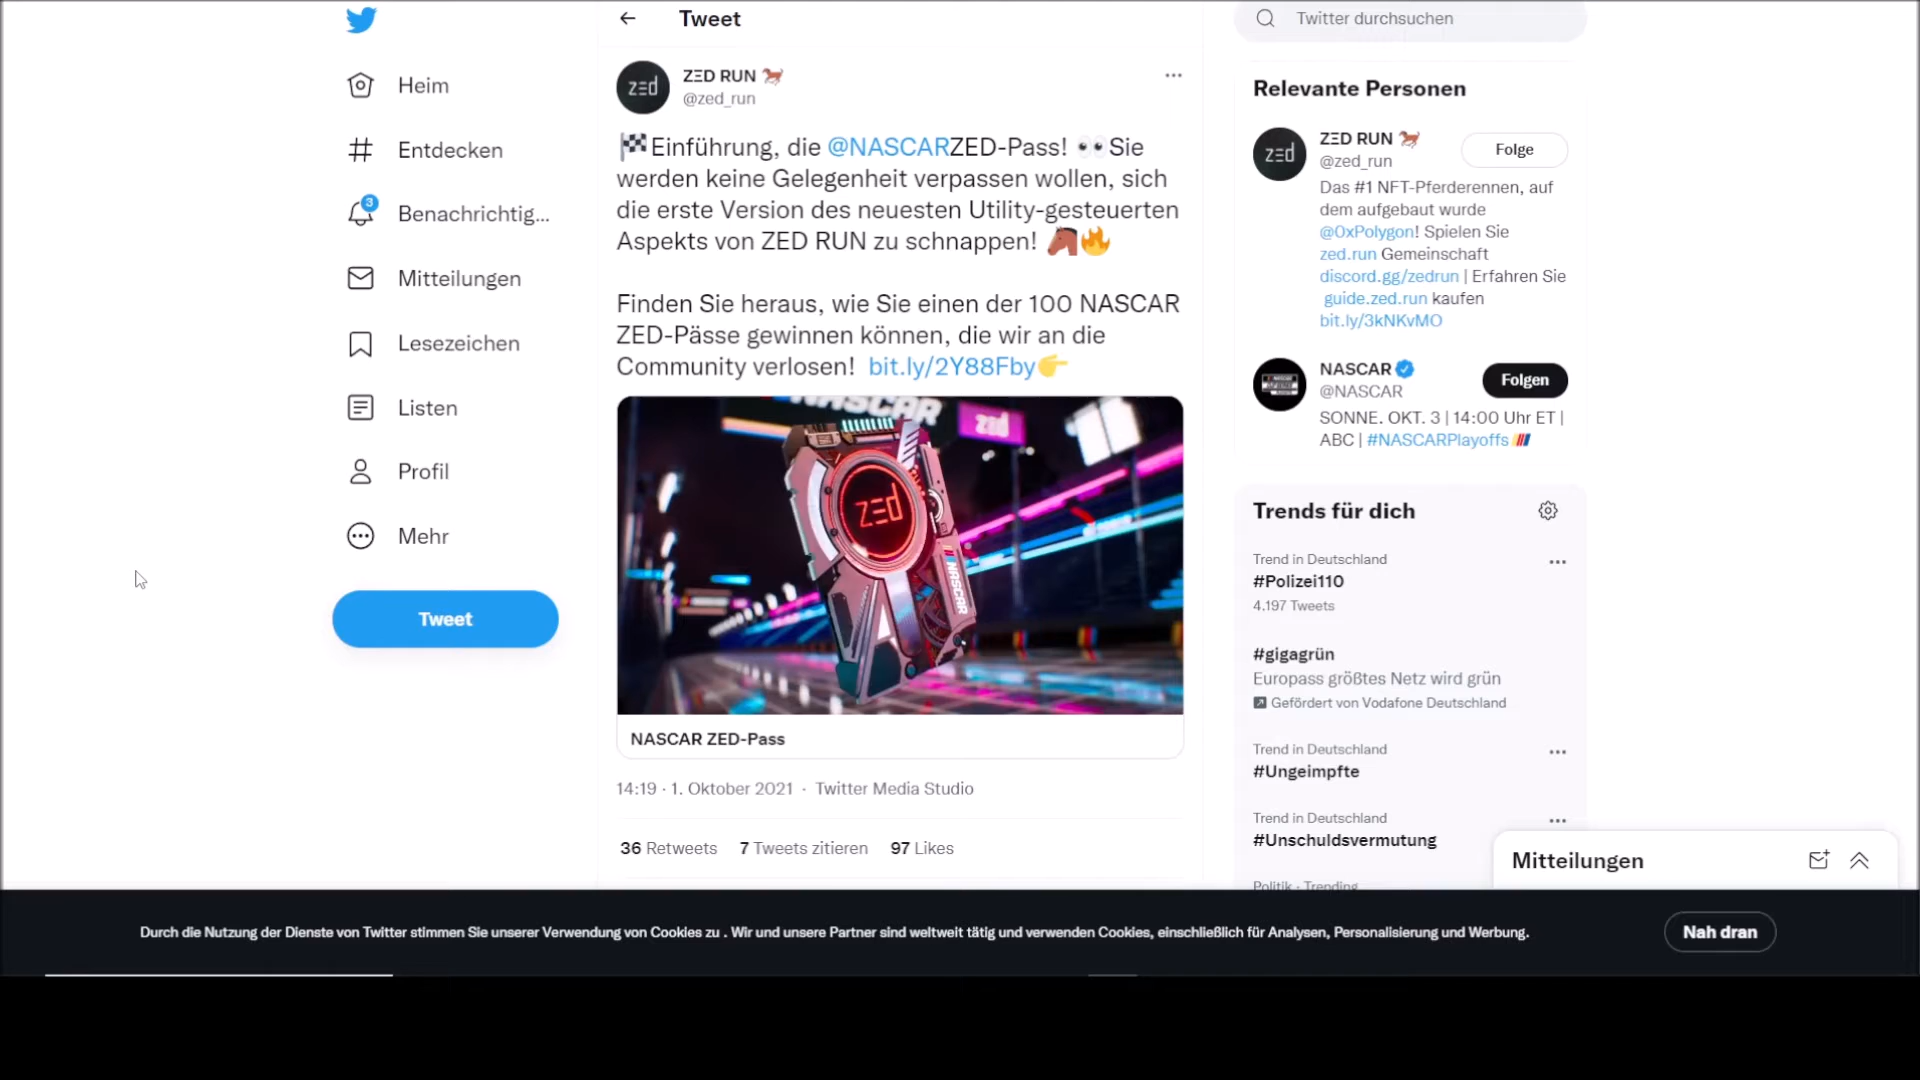 Heim
Entdecken
3
Benachrichtig...
Mitteilungen
Lesezeichen
Listen
Profil
Mehr
Tweet
Tweet
zed
ZED RUN
@zed_run
Einführung, die @NASCARZED-Pass! Sie
werden keine Gelegenheit verpassen wollen, sich
die erste Version des neuesten Utility-gesteuerten
Aspekts von ZED RUN zu schnappen!
Finden Sie heraus, wie Sie einen der 100 NASCAR
ZED-Pässe gewinnen können, die wir an die
Community verlosen! bit.ly/2Y88Fby
NASCAR
zed
zed
NASCAR
NASCAR ZED-Pass
14:19 · 1. Oktober 2021 · Twitter Media Studio
36 Retweets 7 Tweets zitieren 97 Likes
Twitter durchsuchen
Relevante Personen
zed
ZED RUN
@zed_run
Folge
Das #1 NFT-Pferderennen, auf
dem aufgebaut wurde
@0xPolygon! Spielen Sie
zed.run Gemeinschaft
discord.gg/zedrun | Erfahren Sie
guide.zed.run kaufen
bit.ly/3kNKvMO
NASCAR
@NASCAR
Folgen
SONNE. OKT. 3 | 14:00 Uhr ET |
ABC | #NASCARPlayoffs
Trends für dich
Trend in Deutschland
#Polizei110
4.197 Tweets
#gigagrün
Europass größtes Netz wird grün
Gefördert von Vodafone Deutschland
Trend in Deutschland
#Ungeimpfte
Trend in Deutschland
#Unschuldsvermutung
Politik · Trending
Mitteilungen
Durch die Nutzung der Dienste von Twitter stimmen Sie unserer Verwendung von Cookies zu . Wir und unsere Partner sind weltweit tätig und verwenden Cookies, einschließlich für Analysen, Personalisierung und Werbung.
Nah dran